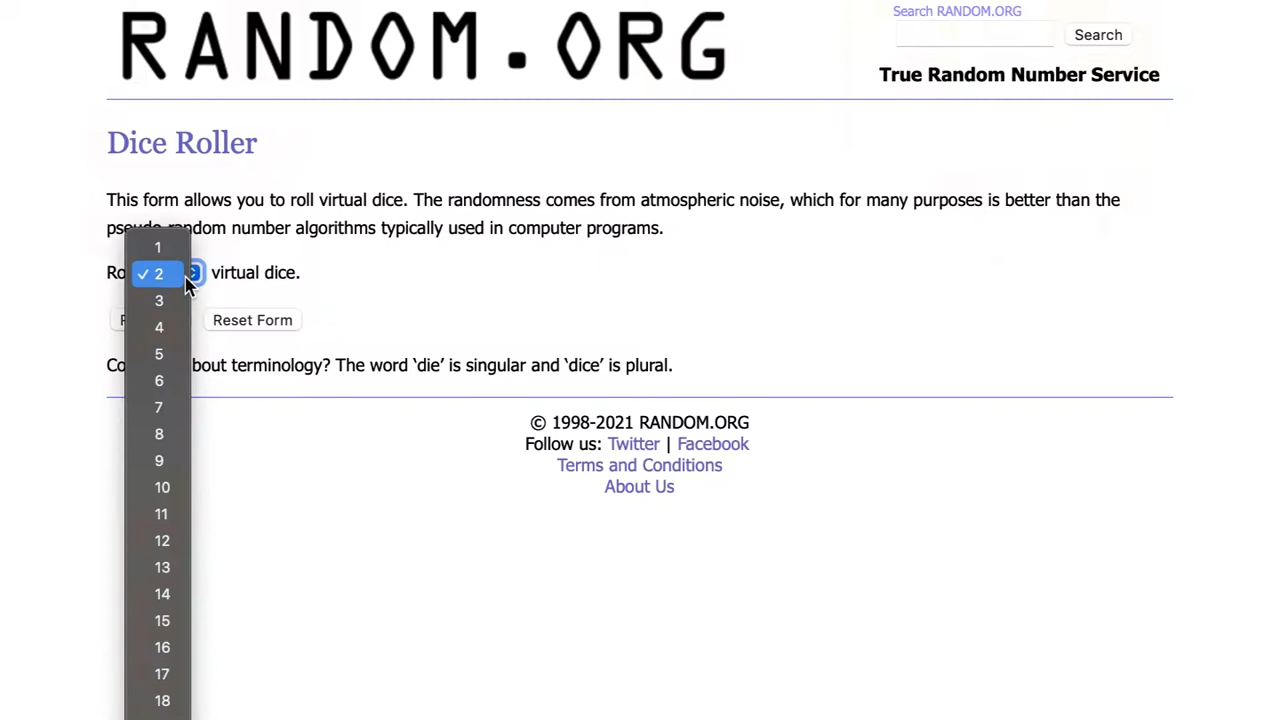 RANDOM.ORG
Search RANDOM.ORG
Search
True Random Number Service
Dice Roller
This form allows you to roll virtual dice. The randomness comes from atmospheric noise, which for many purposes is better than the
pseudo-random number algorithms typically used in computer programs.
Ro virtual dice.
Reset Form
Co bout terminology? The word ‘die’ is singular and ‘dice’ is plural.
1
✓ 2
3
4
5
6
7
8
9
10
11
12
13
14
15
16
17
18
© 1998-2021 RANDOM.ORG
Follow us: Twitter | Facebook
Terms and Conditions
About Us